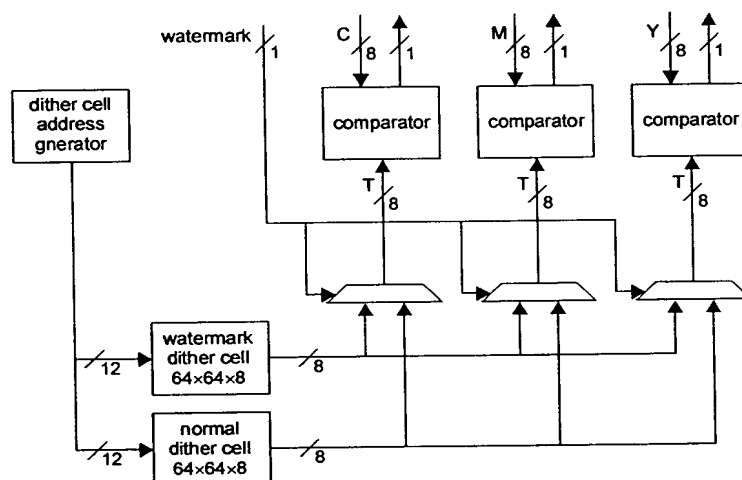 watermark
1
C
8
1
M
8
1
Y
8
1
dither cell
address
gnerator
comparator
comparator
comparator
T
8
T
8
T
8
12
watermark
dither cell
64×64×8
8
12
normal
dither cell
64×64×8
8